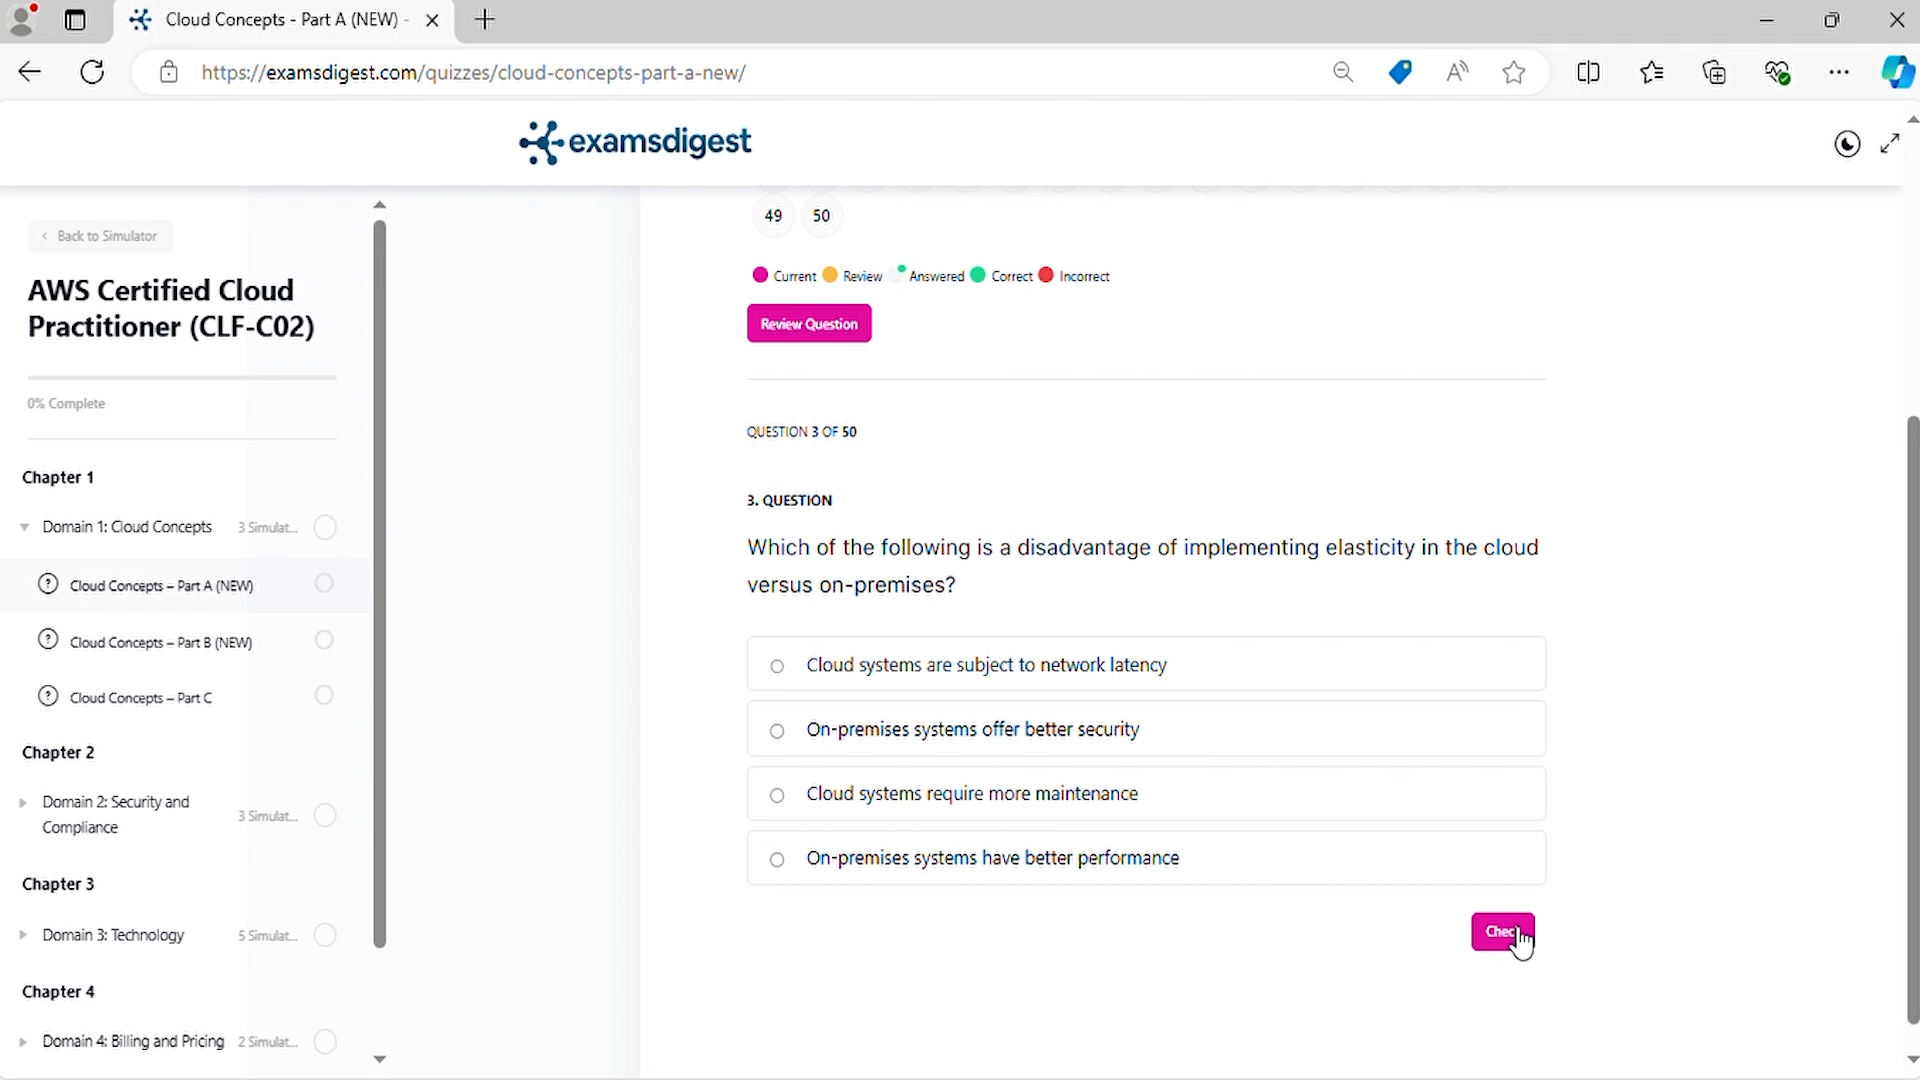 Cloud Concepts - Part A (NEW) -
https://examsdigest.com/quizzes/cloud-concepts-part-a-new/
examsdigest
Back to Simulator
AWS Certified Cloud
Practitioner (CLF-C02)
0% Complete
Chapter 1
Domain 1: Cloud Concepts 3 Simulat...
Cloud Concepts – Part A (NEW)
Cloud Concepts – Part B (NEW)
Cloud Concepts – Part C
Chapter 2
Domain 2: Security and
Compliance
3 Simulat...
Chapter 3
Domain 3: Technology 5 Simulat...
Chapter 4
Domain 4: Billing and Pricing 2 Simulat...
49 50
Current Review Answered Correct Incorrect
Review Question
QUESTION 3 OF 50
3. QUESTION
Which of the following is a disadvantage of implementing elasticity in the cloud
versus on-premises?
Cloud systems are subject to network latency
On-premises systems offer better security
Cloud systems require more maintenance
On-premises systems have better performance